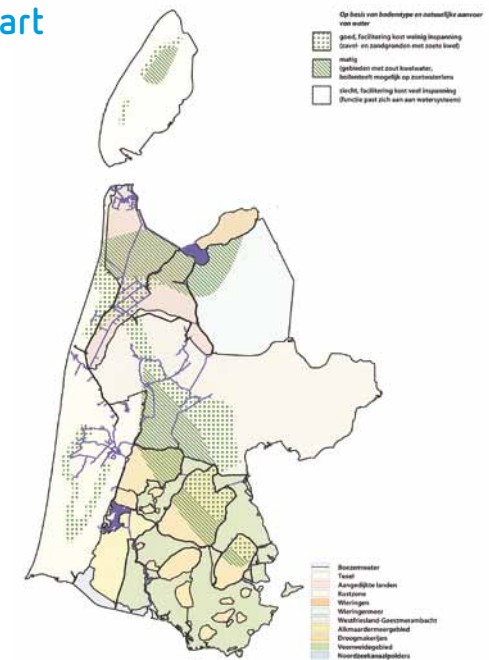 art
Op basis van bodemtype en natuurlijke aanvoer
van water
goed, facilitering kost weinig inspanning
(zavel- en zandgronden met zoete kwel)
matig
(gebieden met zout kwelwater,
bollenteelt mogelijk op zoetwaterlens
slecht, facilitering kost veel inspanning
(functie past zich aan aan watersysteem)
Boezemwater
Texel
Aangedijkte landen
Kustzone
Wieringen
Wieringermeer
Westfriesland-Geestmerambacht
Alkmaardermeergebied
Droogmakerijen
Veenweidegebied
Noordzeekanaalpolders